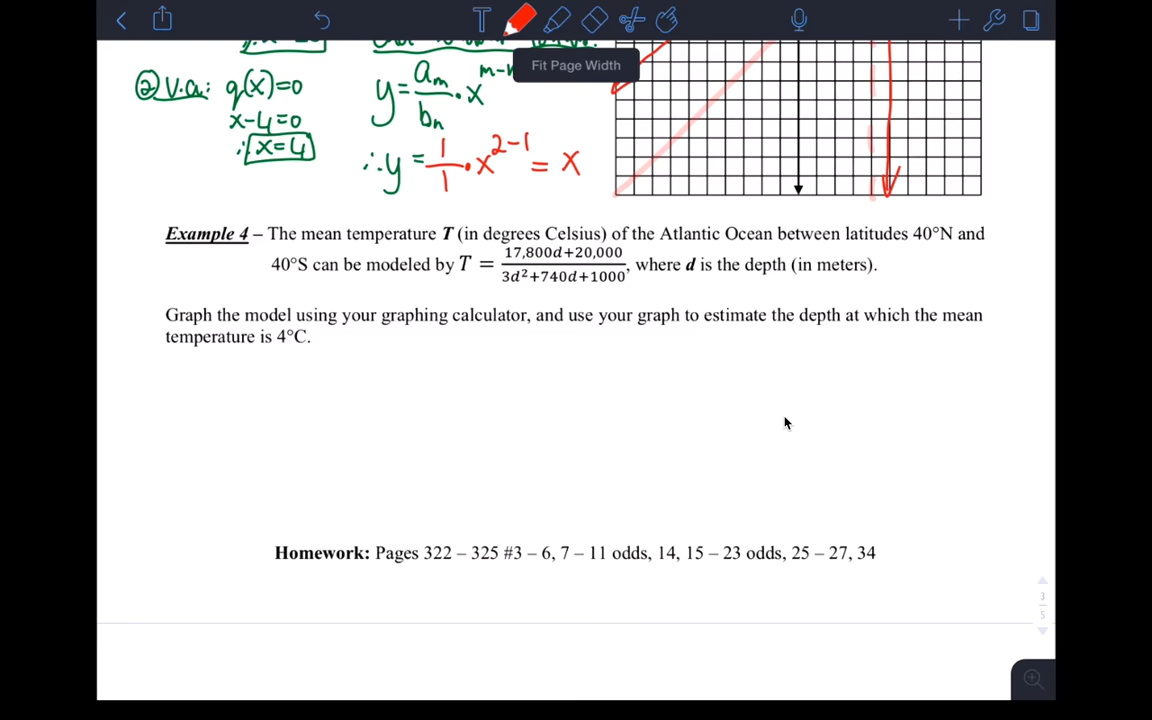 Fit Page Width
② V.a: q(x)=0
x-4=0
∴ x=4
y = aₘ/bₙ · x
∴ y = 1/1 · x²⁻¹ = x
Example 4 – The mean temperature T (in degrees Celsius) of the Atlantic Ocean between latitudes 40°N and
40°S can be modeled by T = 17,800d+20,000 / 3d²+740d+1000, where d is the depth (in meters).
Graph the model using your graphing calculator, and use your graph to estimate the depth at which the mean
temperature is 4°C.
Homework: Pages 322 – 325 #3 – 6, 7 – 11 odds, 14, 15 – 23 odds, 25 – 27, 34
3
5